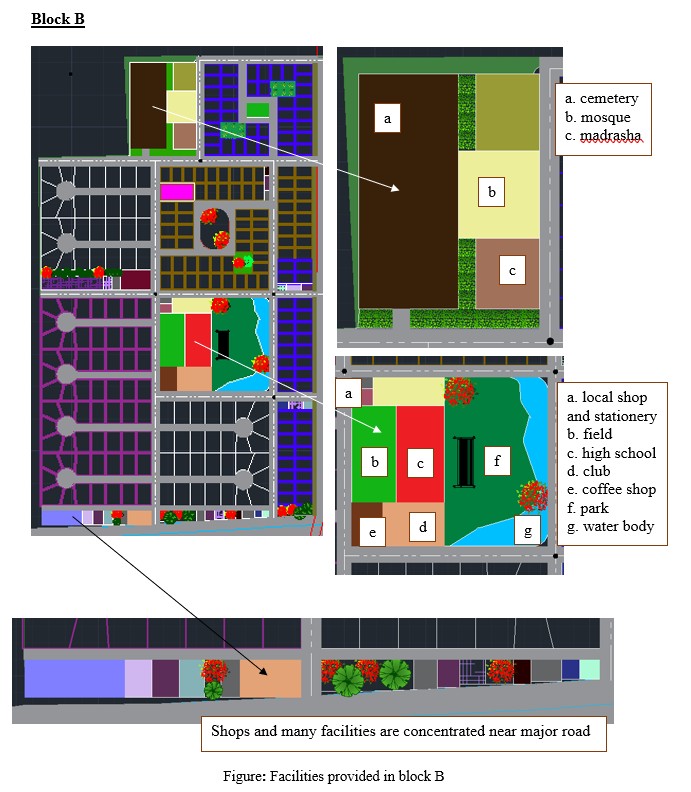 Block B
a
b
c
a. cemetery
b. mosque
c. madrasha
a
b
c
f
e
d
g
a. local shop
and stationery
b. field
c. high school
d. club
e. coffee shop
f. park
g. water body
Shops and many facilities are concentrated near major road
Figure: Facilities provided in block B